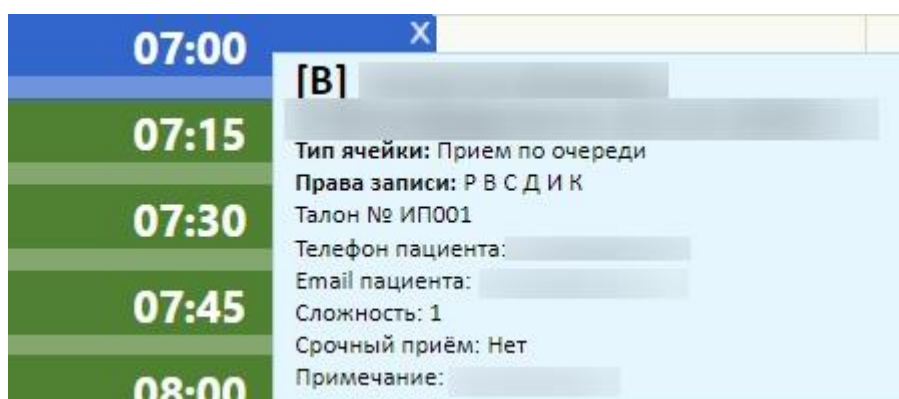 07:00
X
[В]
07:15
Тип ячейки: Прием по очереди
Права записи: Р В С Д И К
07:30
Талон № ИП001
Телефон пациента:
Email пациента:
07:45
Сложность: 1
Срочный приём: Нет
Примечание:
08:00